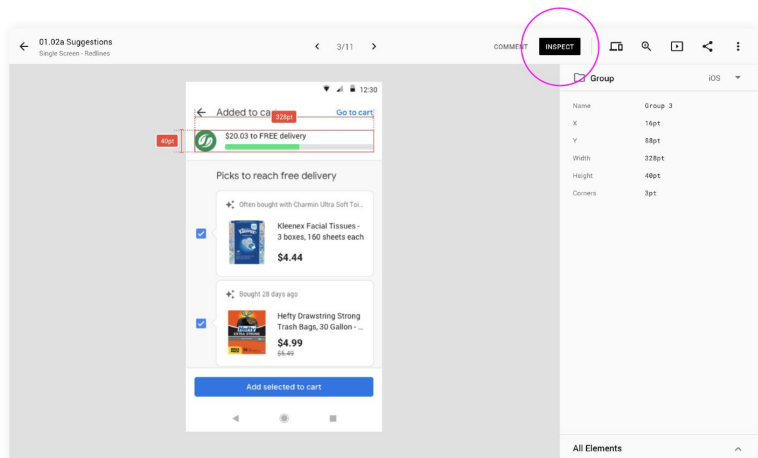 01.02a Suggestions
Single Screen - Redlines
3/11
COMMENT
INSPECT
12:30
Added to ca
328pt
Go to cart
40pt
$20.03 to FREE delivery
Picks to reach free delivery
Often bought with Charmin Ultra Soft Toi...
Kleenex Facial Tissues -
3 boxes, 160 sheets each
$4.44
Bought 28 days ago
Hefty Drawstring Strong
Trash Bags, 30 Gallon - ...
$4.99
$5.49
Hefty
Add selected to cart
Group
iOS
Name Group 3
X 16pt
Y 88pt
Width 328pt
Height 40pt
Corners 3pt
All Elements